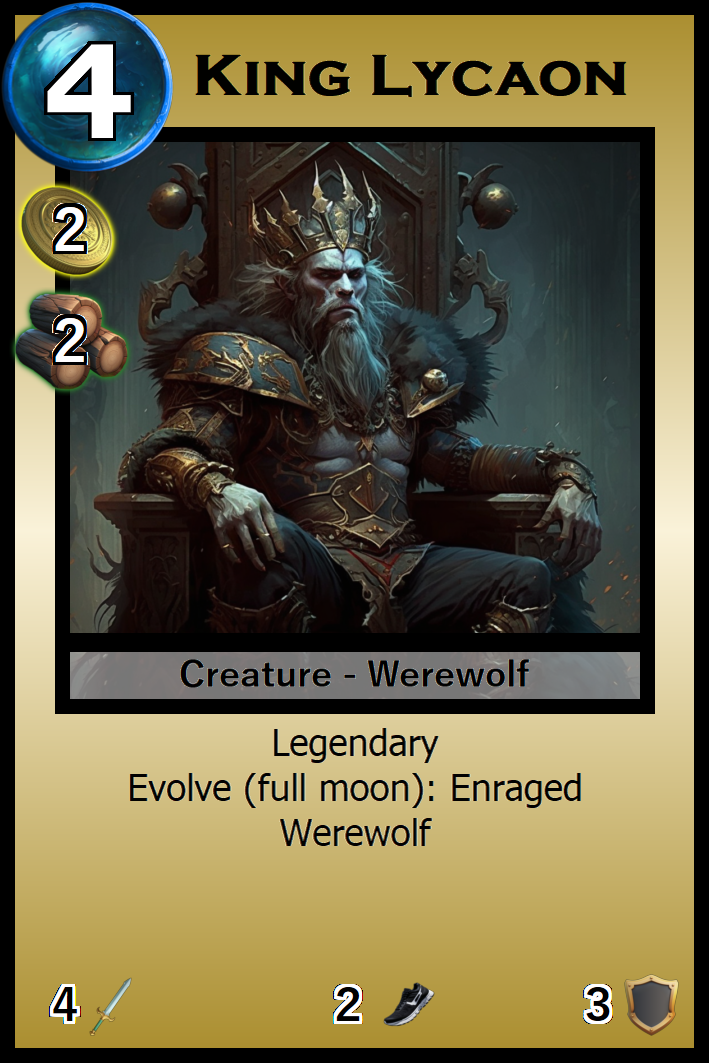 4
King Lycaon
2
2
Creature - Werewolf
Legendary
Evolve (full moon): Enraged
Werewolf
4 2 3